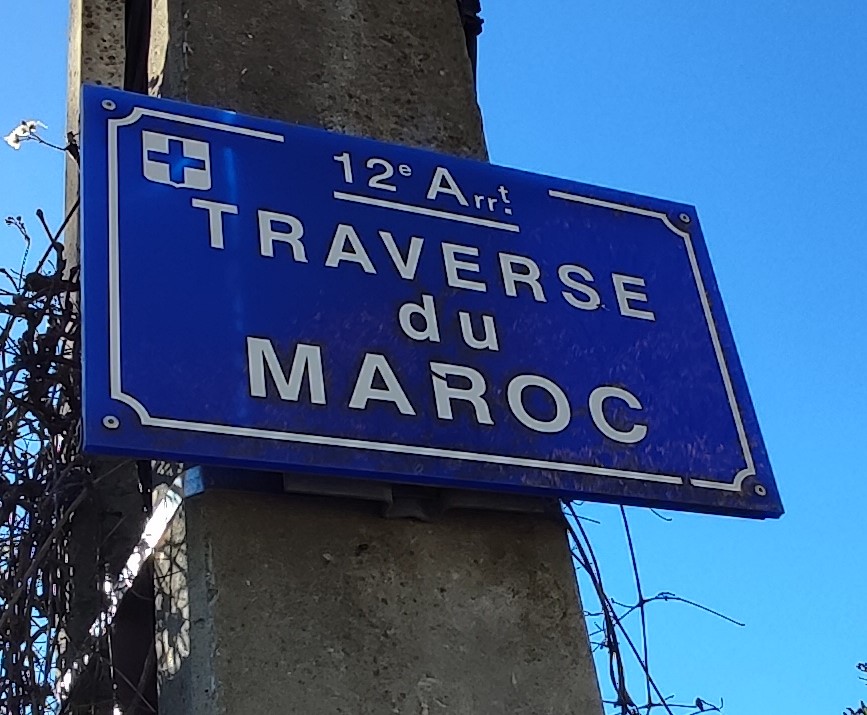 12e Arrt.
TRAVERSE
du
MAROC